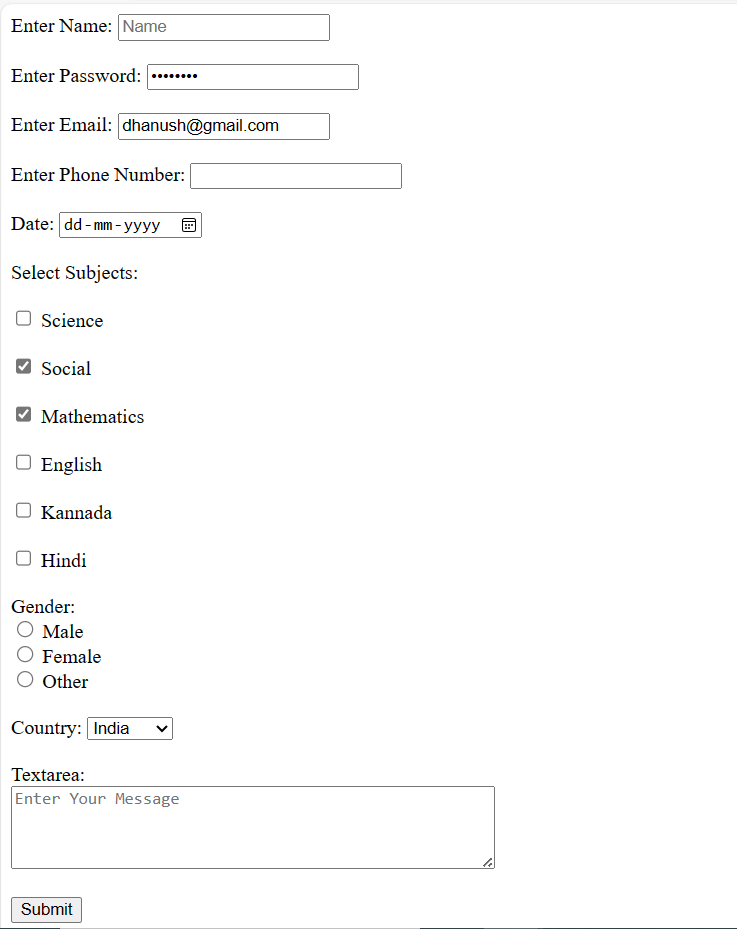 Enter Name: Name
Enter Password: ••••••••
Enter Email: dhanush@gmail.com
Enter Phone Number:
Date: dd-mm-yyyy
Select Subjects:
Science
Social
Mathematics
English
Kannada
Hindi
Gender:
Male
Female
Other
Country: India
Textarea:
Enter Your Message
Submit